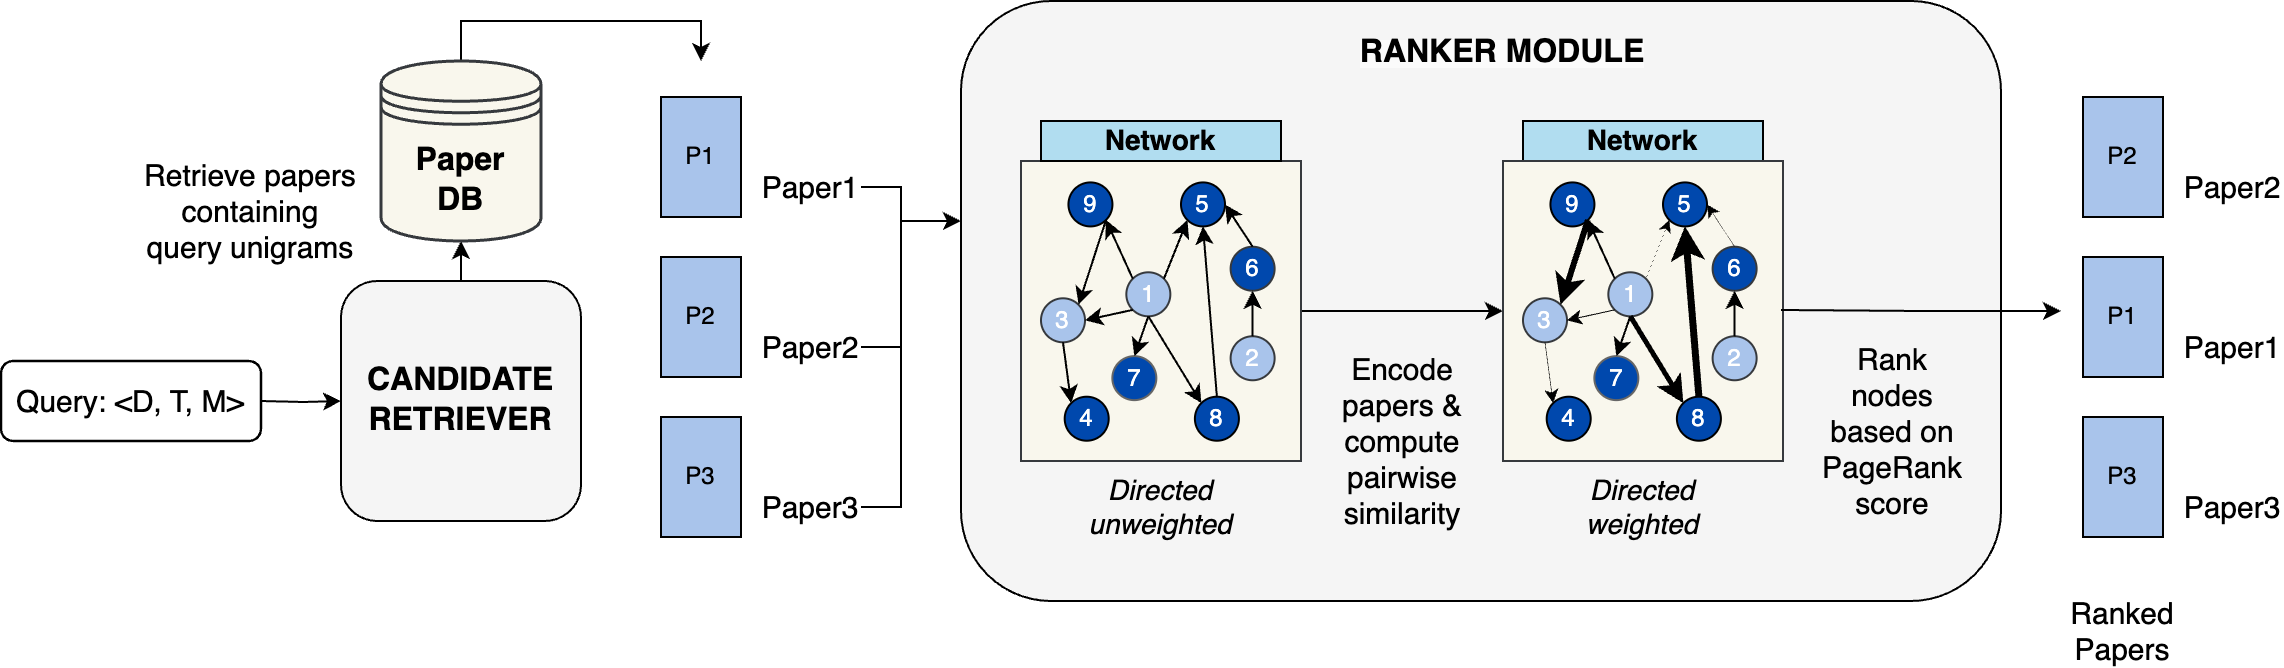 Query: <D, T, M>
CANDIDATE
RETRIEVER
Retrieve papers
containing
query unigrams
Paper
DB
P1
Paper1
P2
Paper2
P3
Paper3
RANKER MODULE
Network
9
5
6
1
3
2
7
4
8
Directed
unweighted
Encode
papers &
compute
pairwise
similarity
Network
9
5
6
1
3
2
7
4
8
Directed
weighted
Rank
nodes
based on
PageRank
score
P2
Paper2
P1
Paper1
P3
Paper3
Ranked
Papers